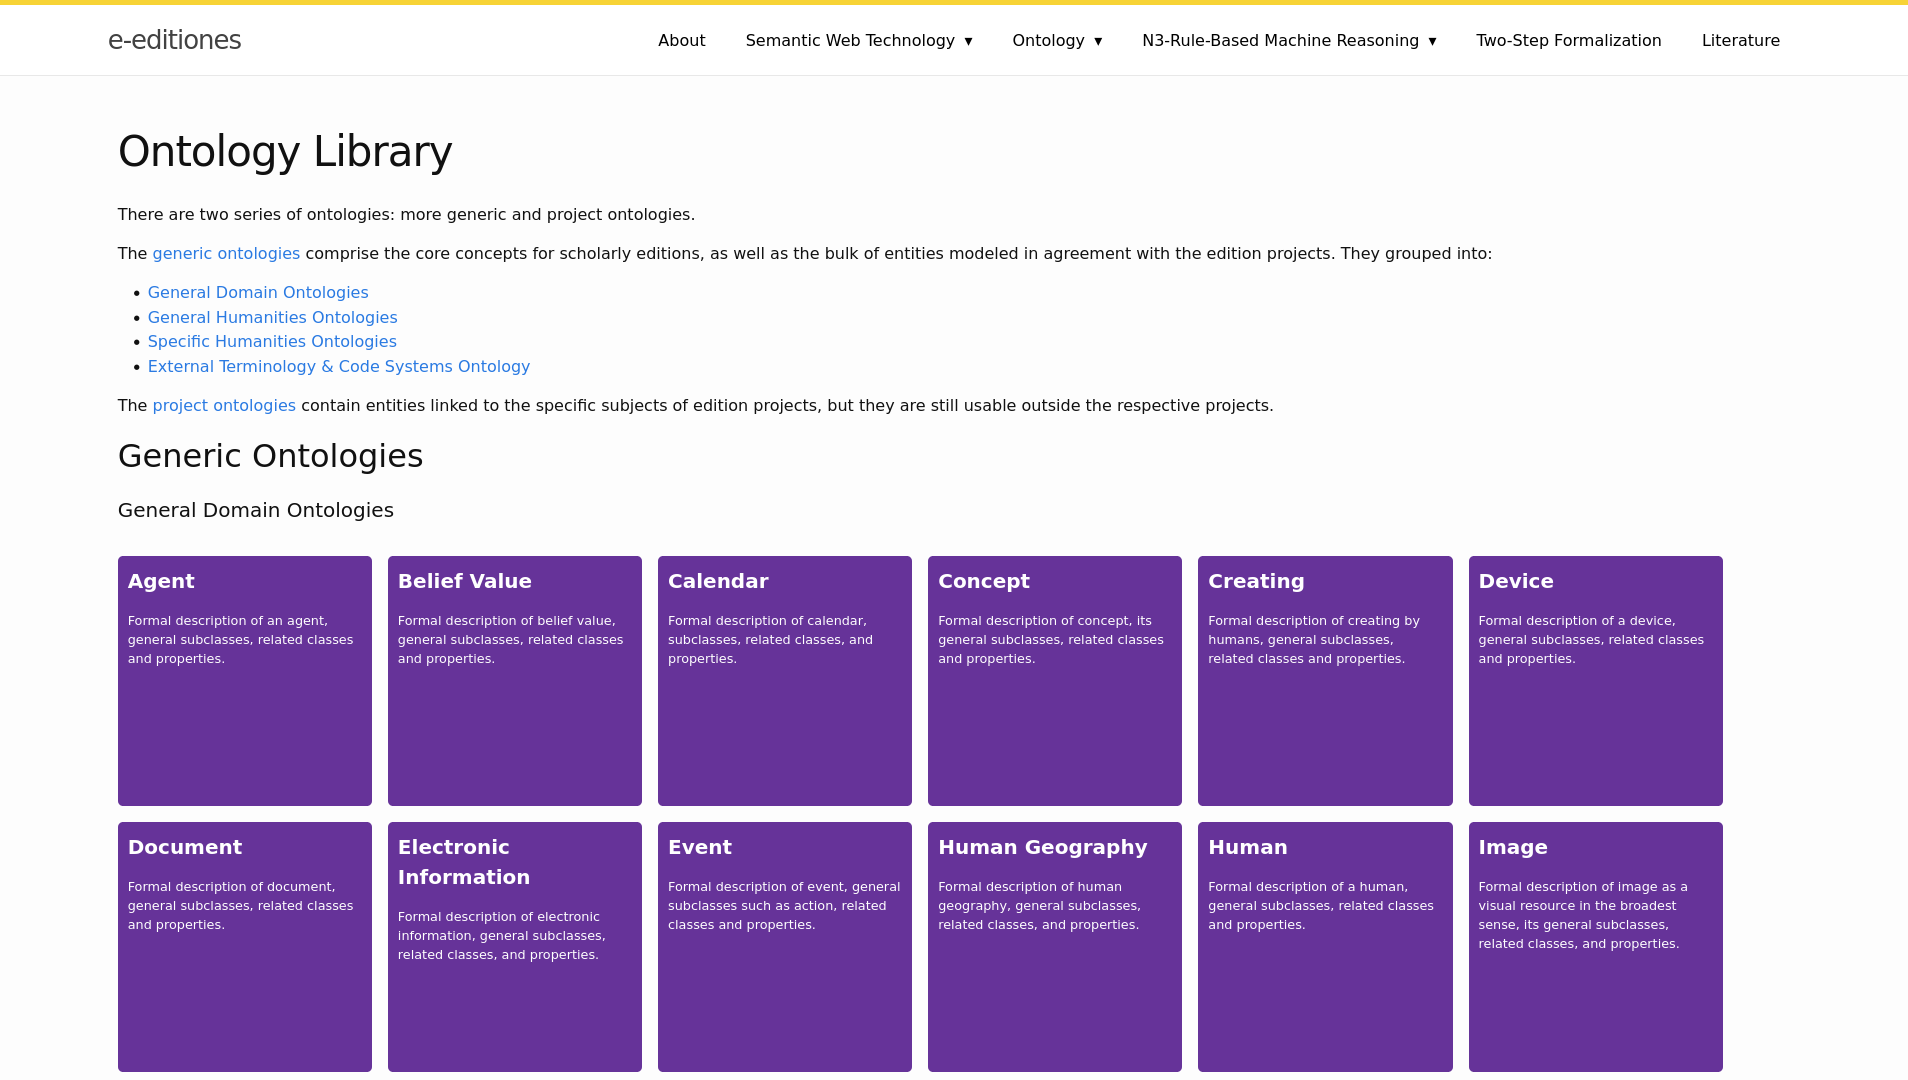 e-editiones
About
Semantic Web Technology ▾
Ontology ▾
N3-Rule-Based Machine Reasoning ▾
Two-Step Formalization
Literature
Ontology Library
There are two series of ontologies: more generic and project ontologies.
The generic ontologies comprise the core concepts for scholarly editions, as well as the bulk of entities modeled in agreement with the edition projects. They grouped into:
• General Domain Ontologies
• General Humanities Ontologies
• Specific Humanities Ontologies
• External Terminology & Code Systems Ontology
The project ontologies contain entities linked to the specific subjects of edition projects, but they are still usable outside the respective projects.
Generic Ontologies
General Domain Ontologies
Agent
Formal description of an agent,
general subclasses, related classes
and properties.
Belief Value
Formal description of belief value,
general subclasses, related classes
and properties.
Calendar
Formal description of calendar,
subclasses, related classes, and
properties.
Concept
Formal description of concept, its
general subclasses, related classes
and properties.
Creating
Formal description of creating by
humans, general subclasses,
related classes and properties.
Device
Formal description of a device,
general subclasses, related classes
and properties.
Document
Formal description of document,
general subclasses, related classes
and properties.
Electronic
Information
Formal description of electronic
information, general subclasses,
related classes, and properties.
Event
Formal description of event, general
subclasses such as action, related
classes and properties.
Human Geography
Formal description of human
geography, general subclasses,
related classes, and properties.
Human
Formal description of a human,
general subclasses, related classes
and properties.
Image
Formal description of image as a
visual resource in the broadest
sense, its general subclasses,
related classes, and properties.